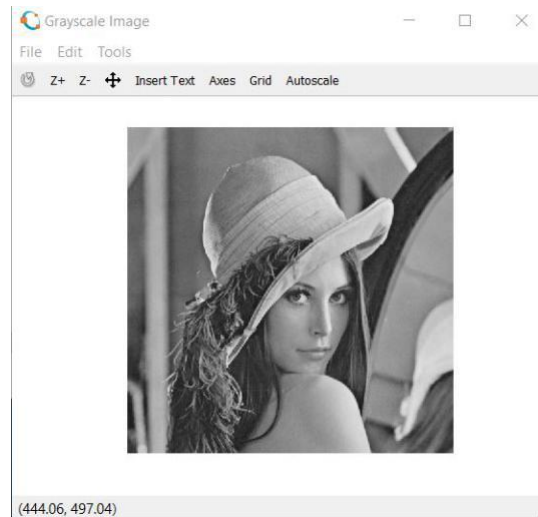 Grayscale Image
File Edit Tools
Z+ Z- Insert Text Axes Grid Autoscale
(444.06, 497.04)